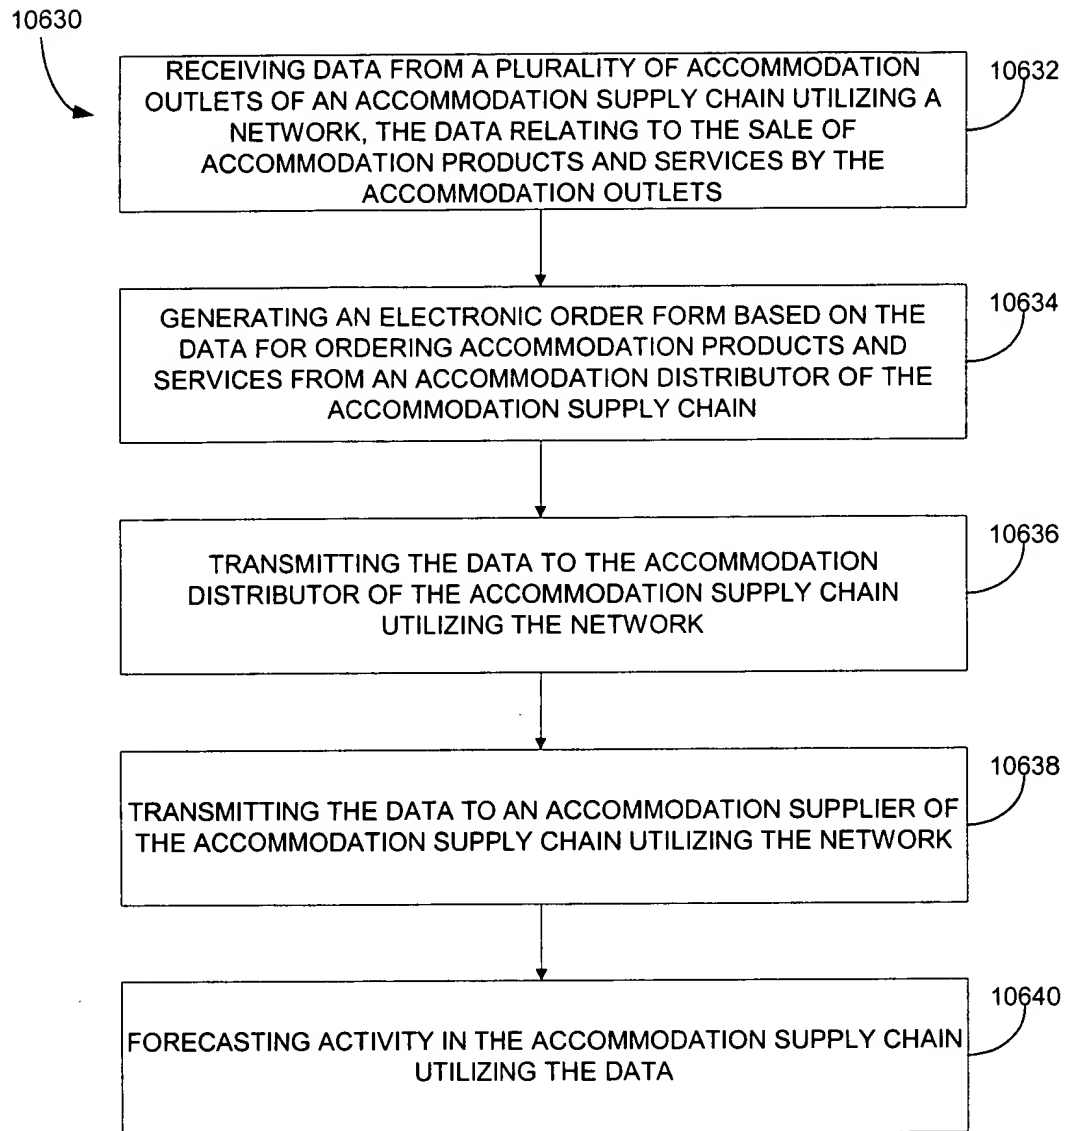 10630
RECEIVING DATA FROM A PLURALITY OF ACCOMMODATION
OUTLETS OF AN ACCOMMODATION SUPPLY CHAIN UTILIZING A
NETWORK, THE DATA RELATING TO THE SALE OF
ACCOMMODATION PRODUCTS AND SERVICES BY THE
ACCOMMODATION OUTLETS
10632
GENERATING AN ELECTRONIC ORDER FORM BASED ON THE
DATA FOR ORDERING ACCOMMODATION PRODUCTS AND
SERVICES FROM AN ACCOMMODATION DISTRIBUTOR OF THE
ACCOMMODATION SUPPLY CHAIN
10634
TRANSMITTING THE DATA TO THE ACCOMMODATION
DISTRIBUTOR OF THE ACCOMMODATION SUPPLY CHAIN
UTILIZING THE NETWORK
10636
TRANSMITTING THE DATA TO AN ACCOMMODATION SUPPLIER OF
THE ACCOMMODATION SUPPLY CHAIN UTILIZING THE NETWORK
10638
FORECASTING ACTIVITY IN THE ACCOMMODATION SUPPLY CHAIN
UTILIZING THE DATA
10640